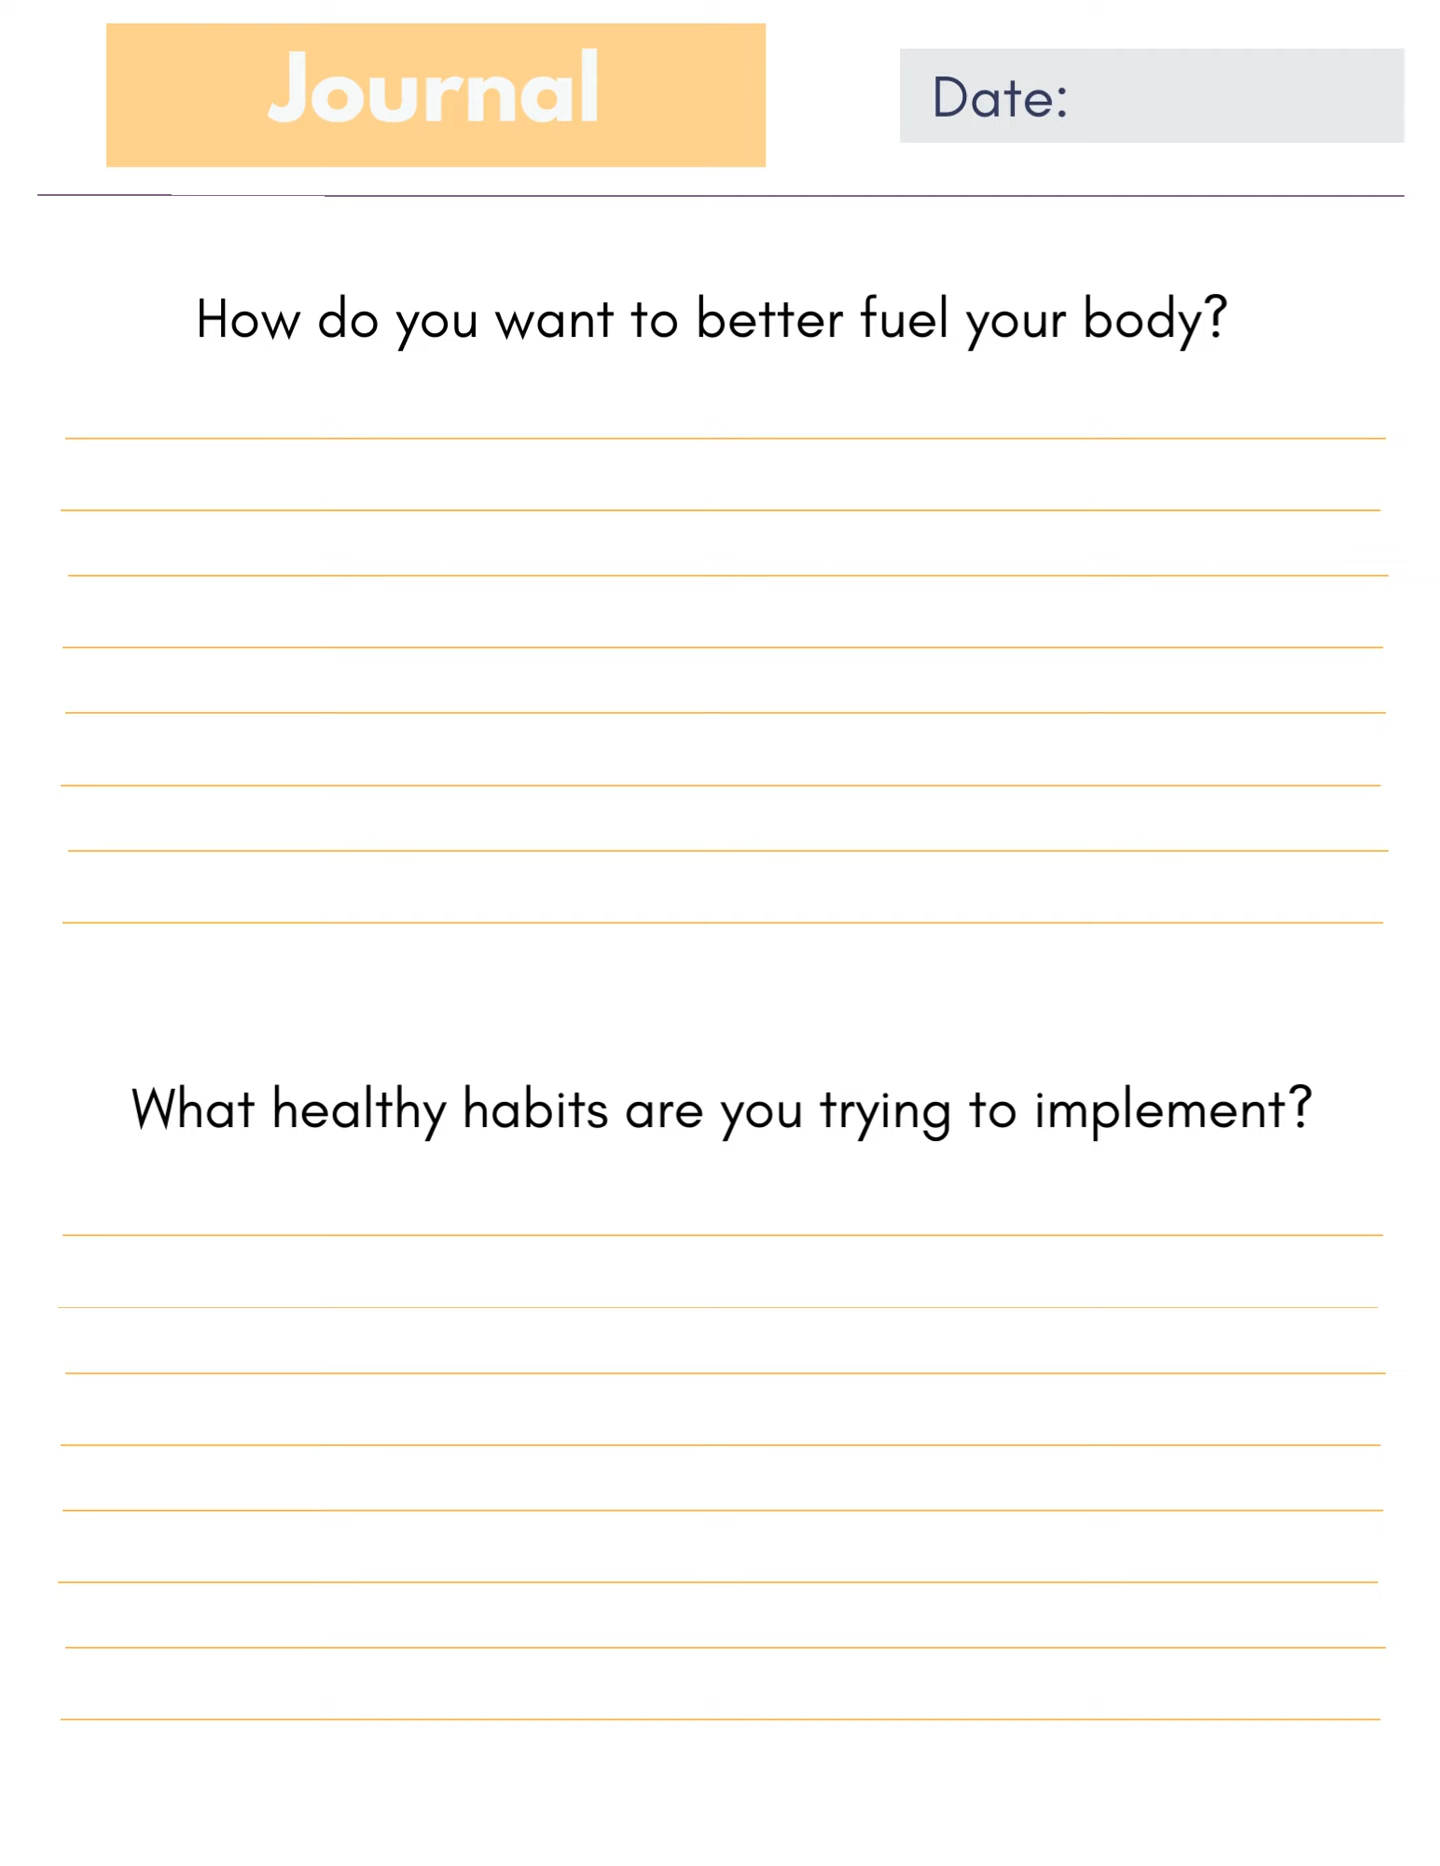 Journal
Date:
How do you want to better fuel your body?
What healthy habits are you trying to implement?